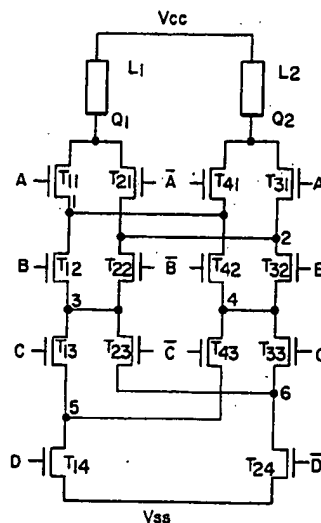 Vcc
L1 L2
Q1 Q2
A T11 T21 A̅ T41 T31 A
1
2
B T12 T22 B̅ T42 T32
3 4
C T13 T23 C̅ T43 T33 C
5 6
D T14 T24 D̅
Vss